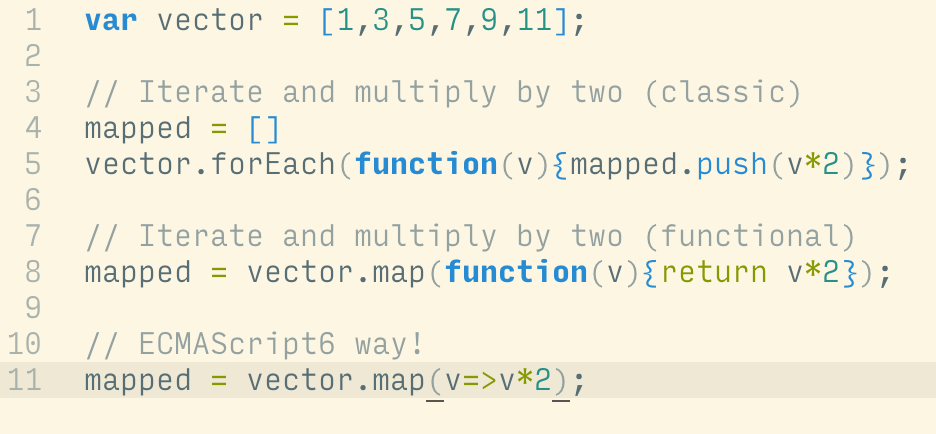 1 var vector = [1,3,5,7,9,11];
2
3 // Iterate and multiply by two (classic)
4 mapped = []
5 vector.forEach(function(v){mapped.push(v*2)});
6
7 // Iterate and multiply by two (functional)
8 mapped = vector.map(function(v){return v*2});
9
10 // ECMAScript6 way!
11 mapped = vector.map(v=>v*2);